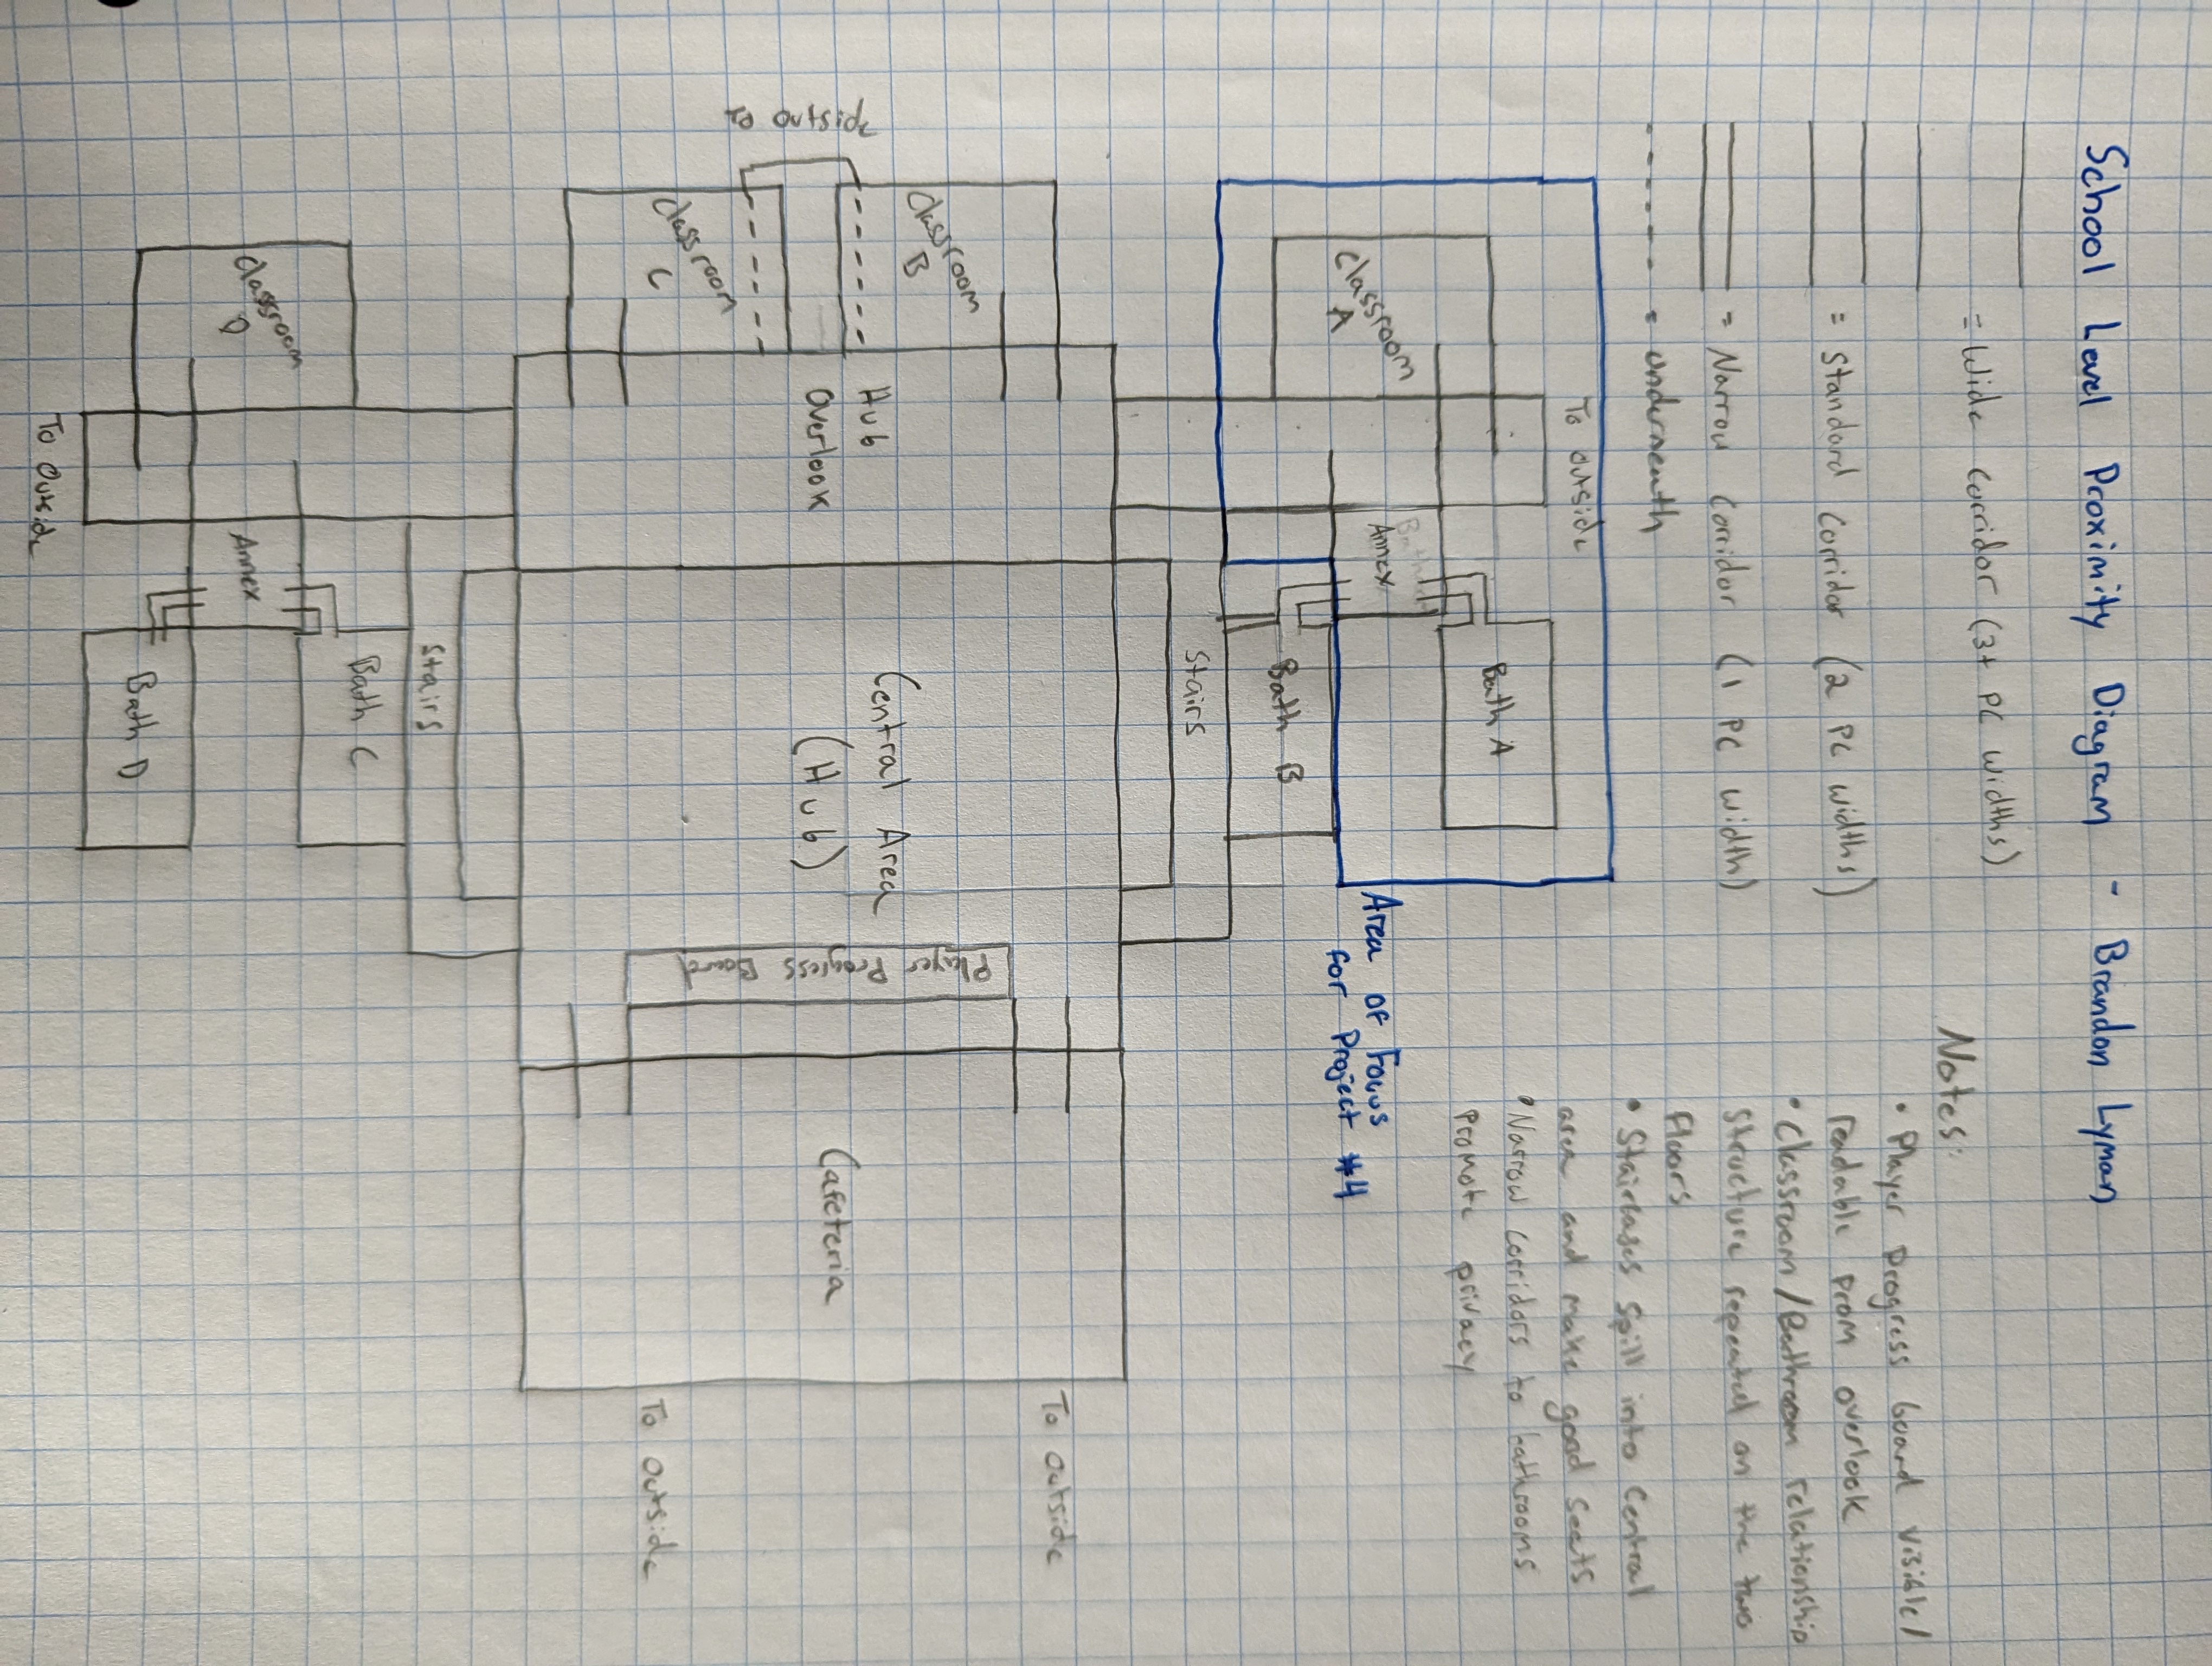 School Level Proximity Diagram - Brandon Lyman
= Wide Corridor (3+ PC widths)
= Standard Corridor (2 PC widths)
= Narrow Corridor (1 PC width)
= underneath
Notes:
• Player Progress board visible/
readable from overlook
• Classroom/Bathroom relationship
structure repeated on the two
floors
• Staircases spill into Central
area and make good seats
• Narrow corridors to bathrooms
promote privacy
To outside
Bath A
Annex
Classroom
A
Area of Focus
for Project #4
Bath B
Stairs
To outside
Classroom
B
Hub
Overlook
To outside
Central Area
(Hub)
Player Progress Board
Cafeteria
Classroom
C
To outside
Stairs
Bath C
Classroom
D
Annex
Bath D
To Outside